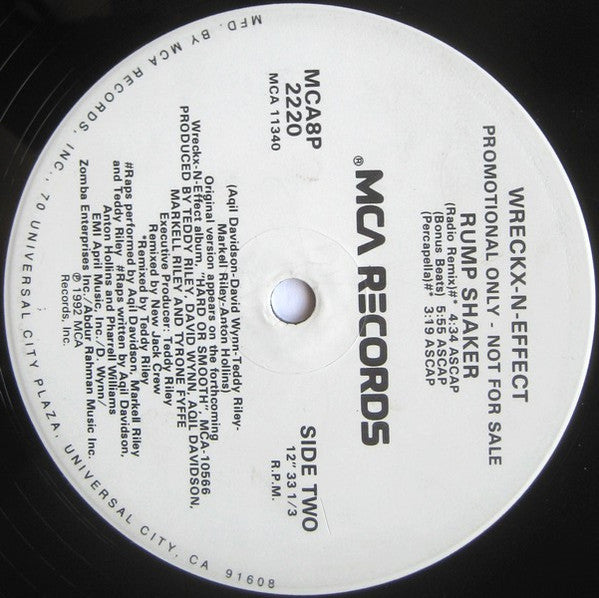 WRECKX-N-EFFECT
PROMOTIONAL ONLY - NOT FOR SALE
RUMP SHAKER
(Radio Remix)#* 4:34 ASCAP
(Bonus Beats) 5:55 ASCAP
(Percapella)#* 3:19 ASCAP
MCA RECORDS®
MCA8P
2220
MCA 11340
SIDE TWO
12" 33 1/3
R.P.M.
(Aqil Davidson-David Wynn-Teddy Riley-
Markell Riley-Anton Hollins)
Original version appears on the forthcoming
Wreckx-N-Effect album, "HARD OR SMOOTH" MCA-10566
PRODUCED BY TEDDY RILEY, DAVID WYNN, AQIL DAVIDSON,
MARKELL RILEY AND TYRONE FYFFE
Executive Producer: Teddy Riley
Remixed by New Jack Crew
*Remixed by Teddy Riley
#Raps performed by Aqil Davidson, Markell Riley
and Teddy Riley #Raps written by Aqil Davidson,
Anton Hollins and Pharrell Williams
EMI April Music, Inc./D. Wynn/
Zomba Enterprises Inc./Abdur Rahman Music Inc.
℗ 1992 MCA
Records, Inc.
MFD. BY MCA RECORDS, INC., 70 UNIVERSAL CITY PLAZA, UNIVERSAL CITY, CA 91608